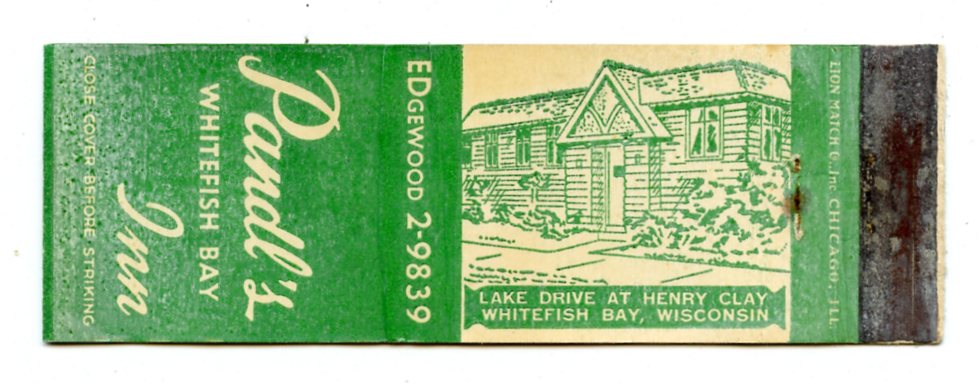 Pandl's
WHITEFISH BAY
Inn
CLOSE COVER BEFORE STRIKING
EDGEWOOD 2-9839
LAKE DRIVE AT HENRY CLAY
WHITEFISH BAY, WISCONSIN
LION MATCH C. Inc CHICAGO, ILL.